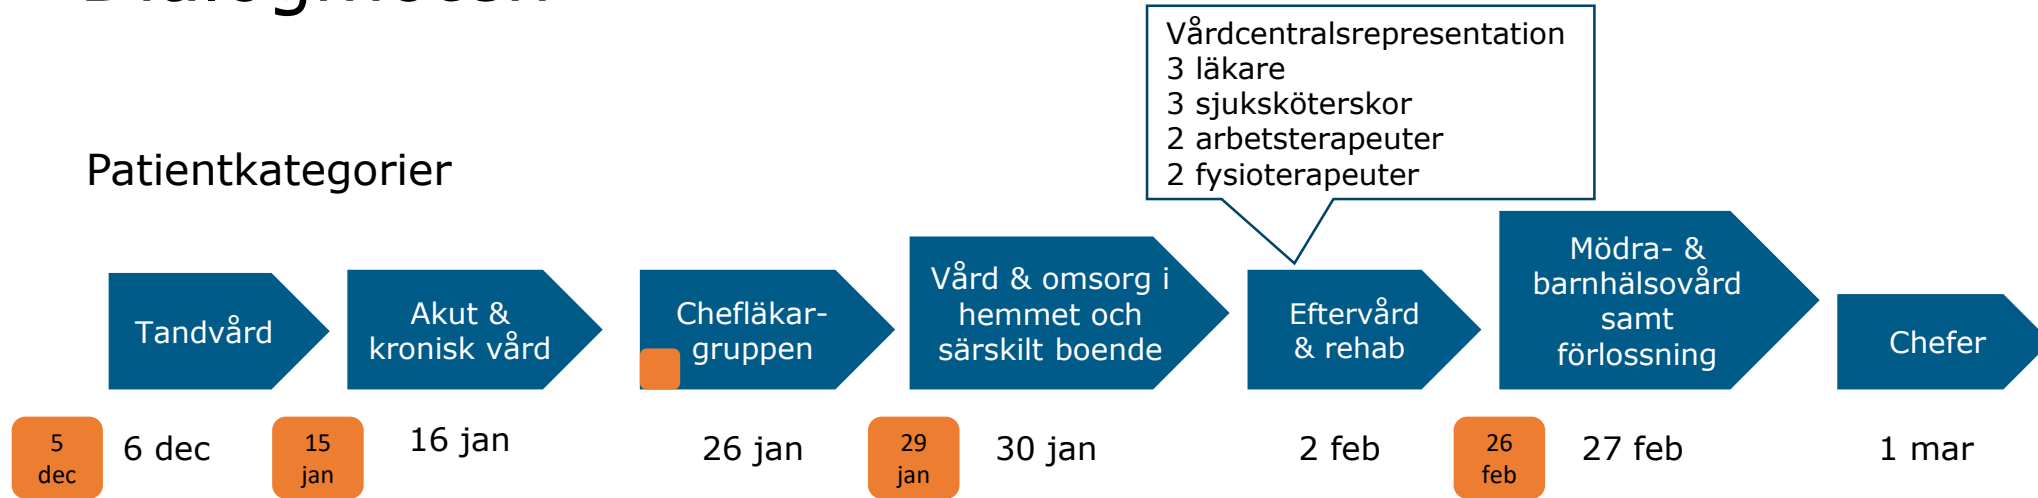 Dialogmöten
Vårdcentralsrepresentation
3 läkare
3 sjuksköterskor
2 arbetsterapeuter
2 fysioterapeuter
Patientkategorier
Tandvård
Akut &
kronisk vård
Chefläkar-
gruppen
Vård & omsorg i
hemmet och
särskilt boende
Eftervård
& rehab
Mödra- &
barnhälsovård
samt
förlossning
Chefer
5
dec
6 dec
15
jan
16 jan
26 jan
29
jan
30 jan
2 feb
26
feb
27 feb
1 mar